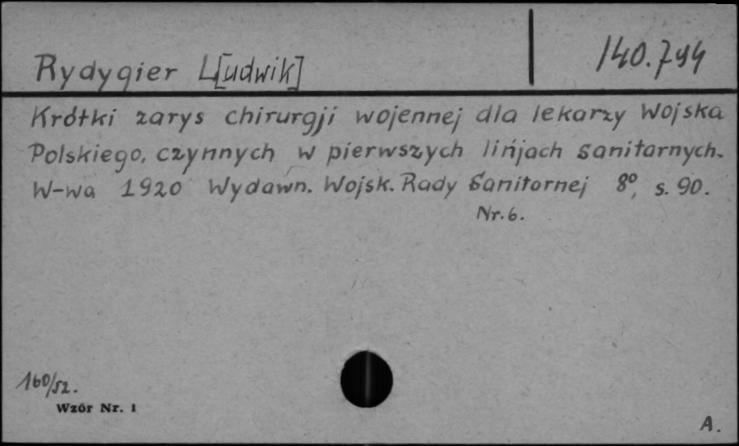 Rydygier L[udwik]
140.794
Krótki zarys chirurgji wojennej dla lekarzy Wojska
Polskiego, czynnych w pierwszych linjach sanitarnych.
W-wa 1920 Wydawn. Wojsk. Rady Sanitarnej 8°, s. 90.
Nr. 6.
160/52.
Wzór Nr. 1
A.